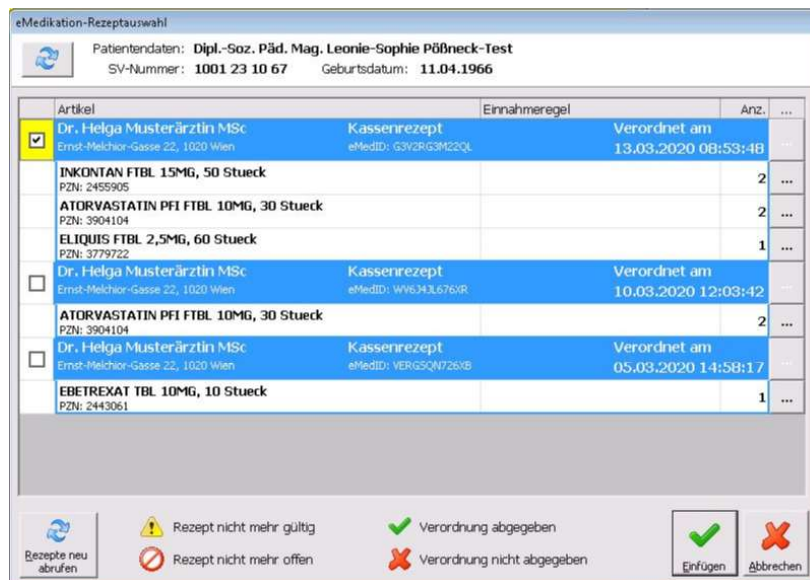 eMedikation-Rezeptauswahl
Patientendaten: Dipl.-Soz. Päd. Mag. Leonie-Sophie Pößneck-Test
SV-Nummer: 1001 23 10 67 Geburtsdatum: 11.04.1966
Artikel Einnahmeregel Anz. ...
Dr. Helga Musterärztin MSc Kassenrezept Verordnet am
Ernst-Melchior-Gasse 22, 1020 Wien eMedID: G3V2RG3M22QL 13.03.2020 08:53:48
INKONTAN FTBL 15MG, 50 Stueck 2 ...
PZN: 2455905
ATORVASTATIN PFI FTBL 10MG, 30 Stueck 2 ...
PZN: 3904104
ELIQUIS FTBL 2,5MG, 60 Stueck 1 ...
PZN: 3779722
Dr. Helga Musterärztin MSc Kassenrezept Verordnet am
Ernst-Melchior-Gasse 22, 1020 Wien eMedID: WV6J4JL676XR 10.03.2020 12:03:42
ATORVASTATIN PFI FTBL 10MG, 30 Stueck 2 ...
PZN: 3904104
Dr. Helga Musterärztin MSc Kassenrezept Verordnet am
Ernst-Melchior-Gasse 22, 1020 Wien eMedID: VERGSQN726XB 05.03.2020 14:58:17
EBETREXAT TBL 10MG, 10 Stueck 1 ...
PZN: 2443061
Rezepte neu abrufen
Rezept nicht mehr gültig Verordnung abgegeben
Rezept nicht mehr offen Verordnung nicht abgegeben
Einfügen Abbrechen